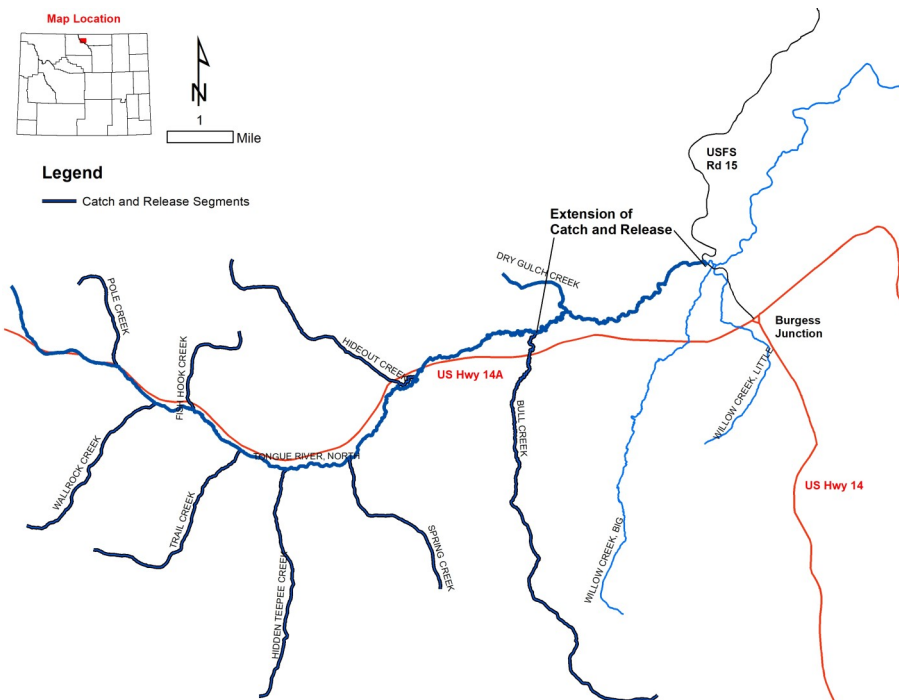 Map Location
N
1
Mile
Legend
Catch and Release Segments
USFS
Rd 15
Extension of
Catch and Release
DRY GULCH CREEK
POLE CREEK
Burgess
Junction
HIDEOUT CREEK
FISH HOOK CREEK
US Hwy 14A
WILLOW CREEK, LITTLE
BULL CREEK
WALLROCK CREEK
TONGUE RIVER, NORTH
US Hwy 14
TRAIL CREEK
SPRING CREEK
WILLOW CREEK, BIG
HIDDEN TEEPEE CREEK